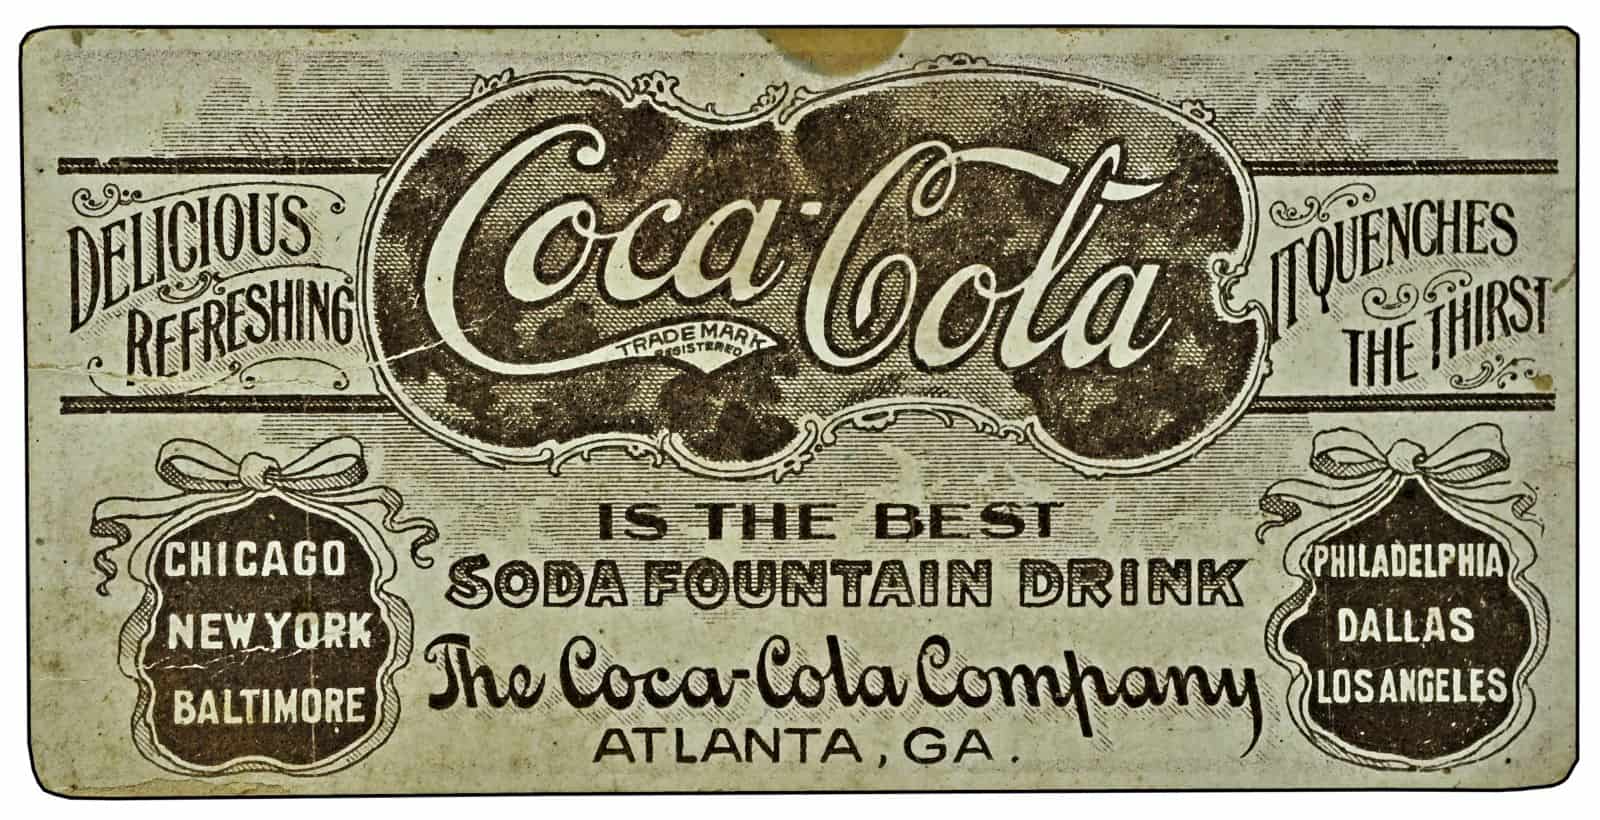 DELICIOUS
REFRESHING
Coca-Cola
TRADE MARK
REGISTERED
IT QUENCHES
THE THIRST
IS THE BEST
SODA FOUNTAIN DRINK
The Coca-Cola Company
ATLANTA, GA.
CHICAGO
NEW YORK
BALTIMORE
PHILADELPHIA
DALLAS
LOS ANGELES